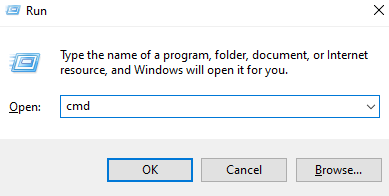 Run
Type the name of a program, folder, document, or Internet
resource, and Windows will open it for you.
Open: cmd
OK Cancel Browse...